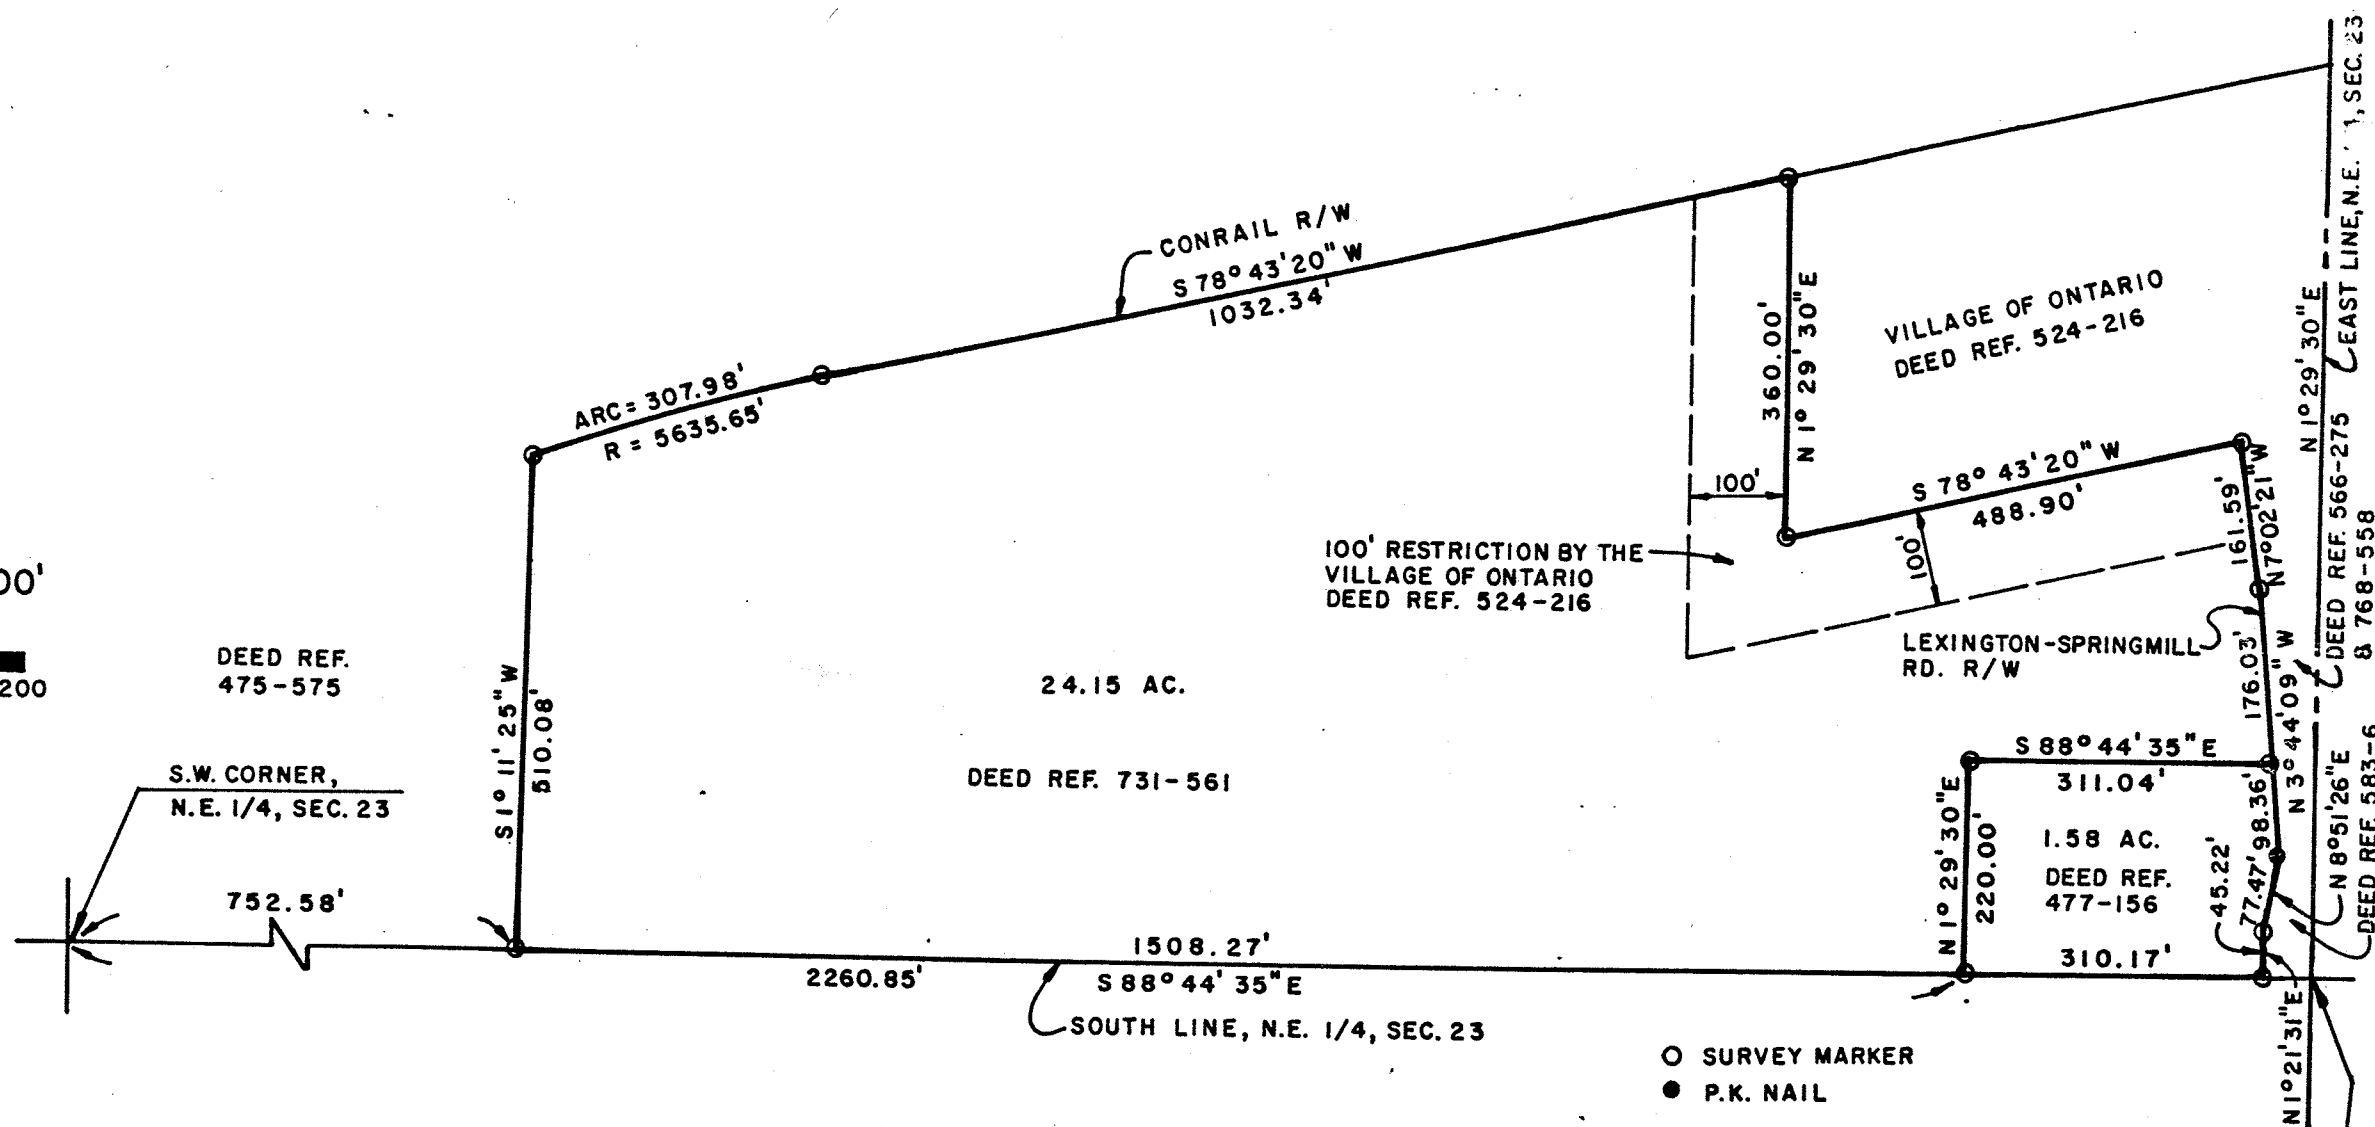 CONRAIL R/W
S 78° 43' 20" W
1032.34'
ARC = 307.98'
R = 5635.65'
360.00'
N 1° 29' 30" E
VILLAGE OF ONTARIO
DEED REF. 524-216
N 1° 29' 30" E
EAST LINE, N.E. SEC. 23
100'
S 78° 43' 20" W
488.90'
100'
161.59'
N 7° 02' 21" W
DEED REF. 566-275
& 768-558
100' RESTRICTION BY THE
VILLAGE OF ONTARIO
DEED REF. 524-216
00'
200
DEED REF.
475-575
S 1° 11' 25" W
510.08'
24.15 AC.
DEED REF. 731-561
LEXINGTON-SPRINGMILL
RD. R/W
176.03'
N 3° 44' 09" W
S 88° 44' 35" E
311.04'
N 1° 29' 30" E
220.00'
1.58 AC.
DEED REF.
477-156
98.36'
77.47'
45.22'
N 8° 51' 26" E
DEED REF. 583-6
S.W. CORNER,
N.E. 1/4, SEC. 23
752.58'
1508.27'
2260.85'
S 88° 44' 35" E
310.17'
N 1° 21' 31" E
SOUTH LINE, N.E. 1/4, SEC. 23
SURVEY MARKER
P.K. NAIL